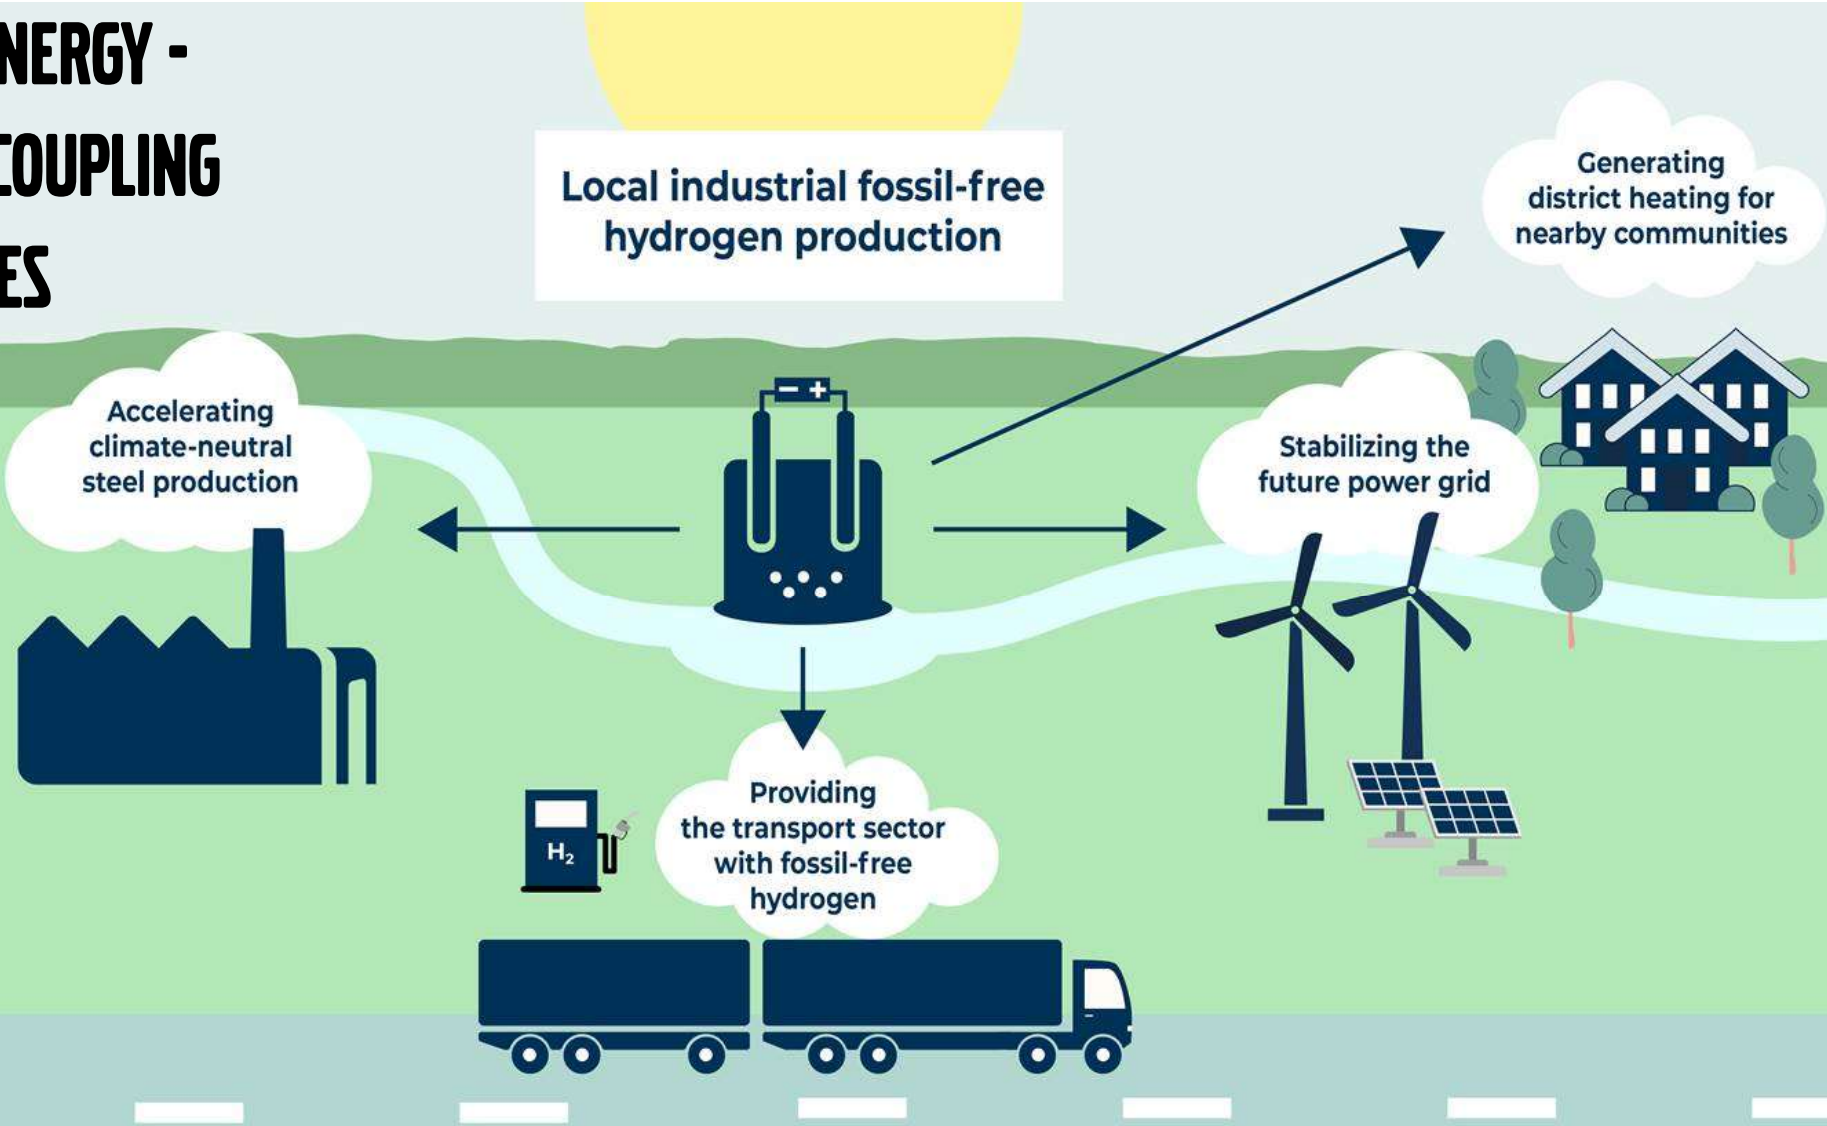 NERGY -
COUPLING
ES
Local industrial fossil-free
hydrogen production
Generating
district heating for
nearby communities
Accelerating
climate-neutral
steel production
Stabilizing the
future power grid
Providing
the transport sector
with fossil-free
hydrogen
H₂